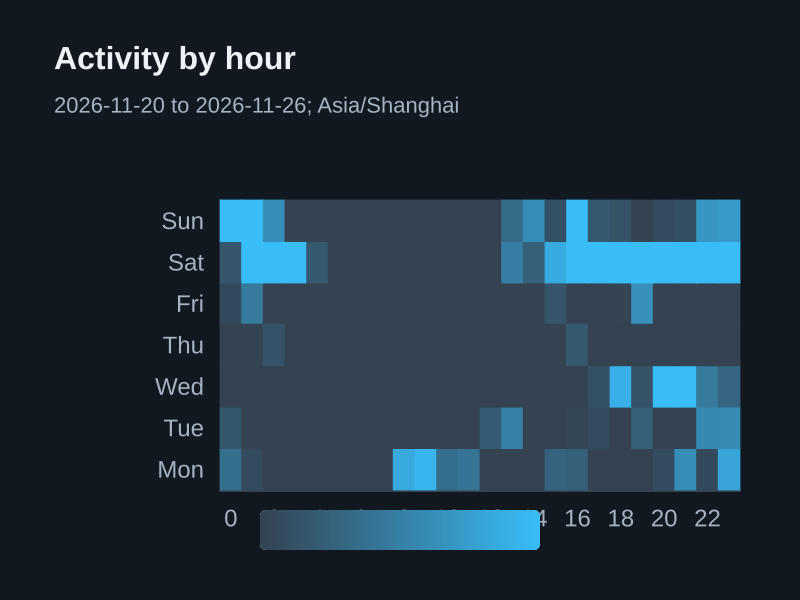 Activity by hour
2026-11-20 to 2026-11-26; Asia/Shanghai
Sun
Sat
Fri
Thu
Wed
Tue
Mon
0 16 18 20 22